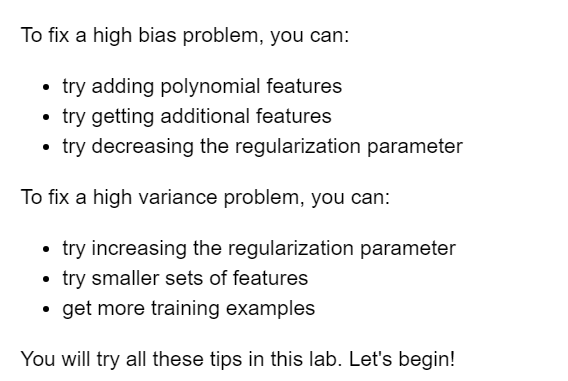 To fix a high bias problem, you can:
• try adding polynomial features
• try getting additional features
• try decreasing the regularization parameter
To fix a high variance problem, you can:
• try increasing the regularization parameter
• try smaller sets of features
• get more training examples
You will try all these tips in this lab. Let's begin!